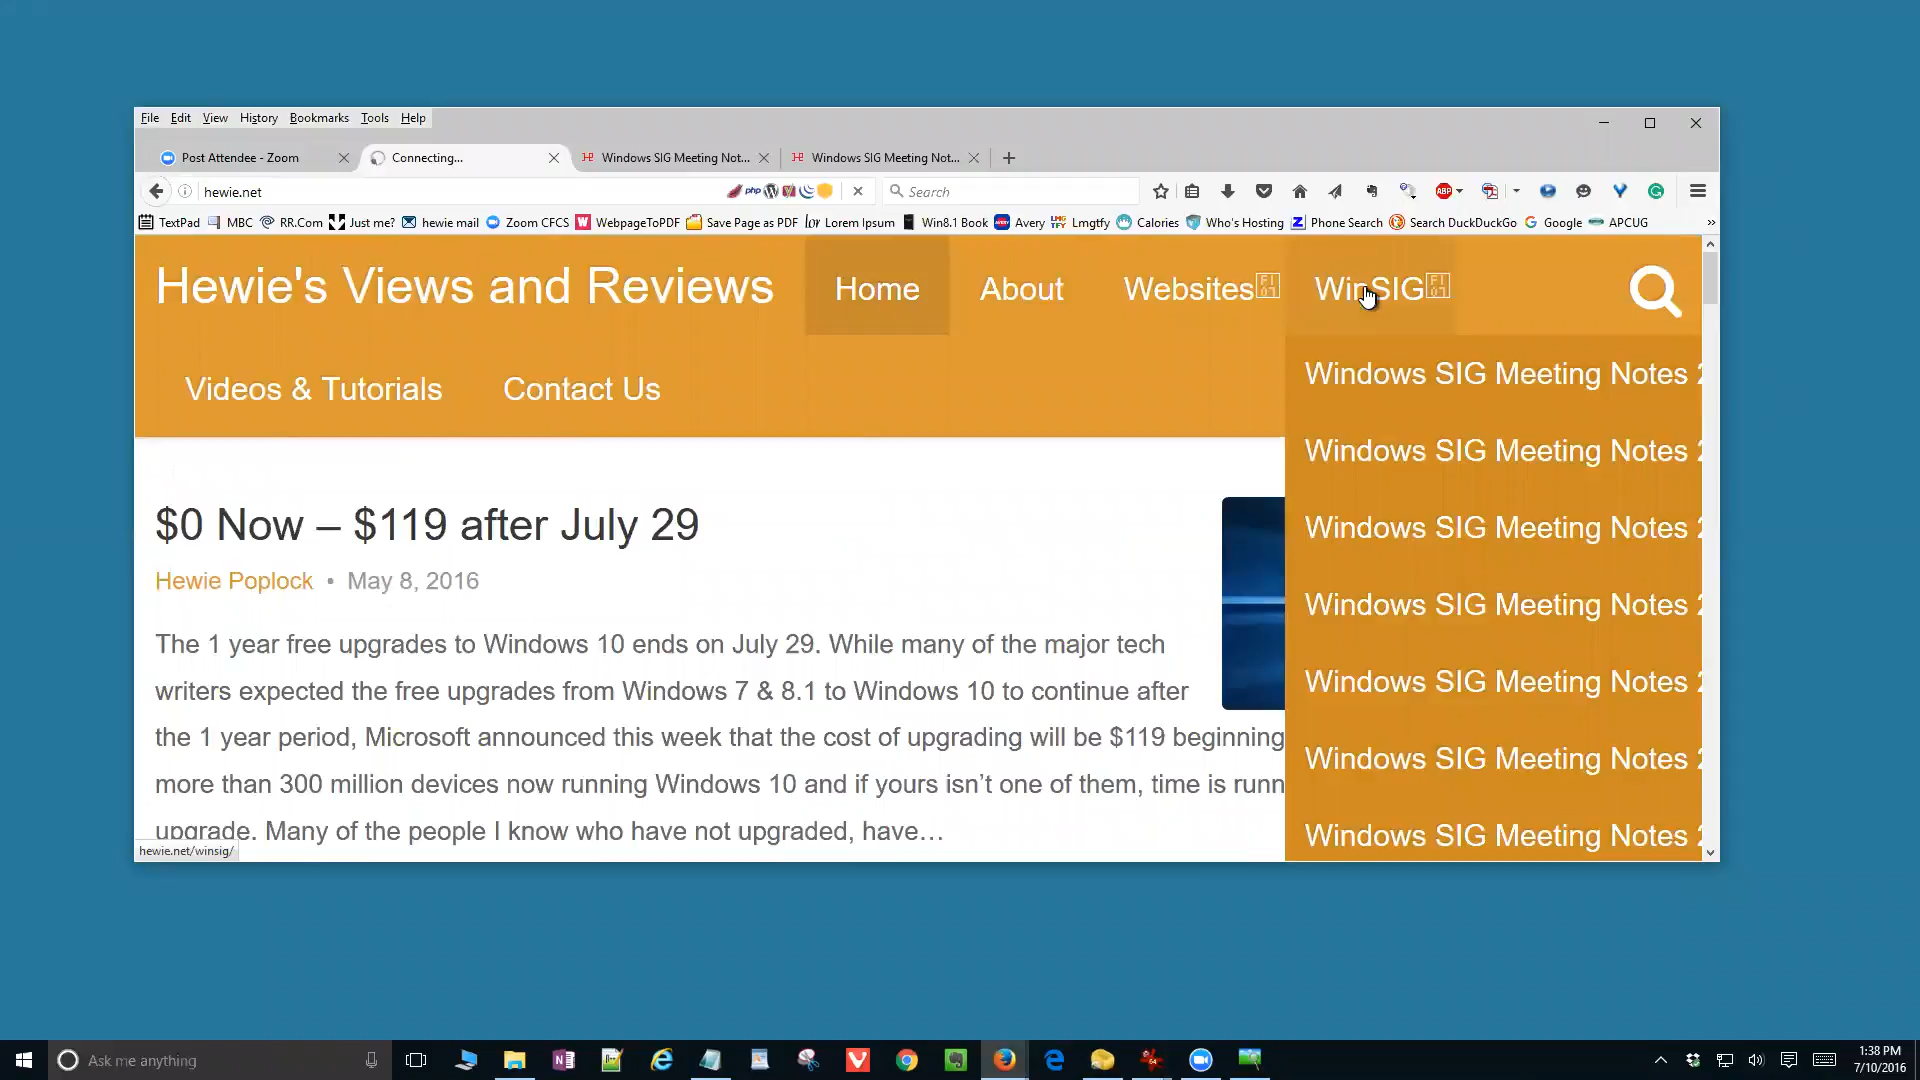 File Edit View History Bookmarks Tools Help
Post Attendee - Zoom
Connecting...
Windows SIG Meeting Not...
Windows SIG Meeting Not...
hewie.net
php
Search
ABP
TextPad MBC RR.Com Just me? hewie mail Zoom CFCS WebpageToPDF Save Page as PDF Lorem Ipsum Win8.1 Book Avery Lmgtfy Calories Who's Hosting Phone Search Search DuckDuckGo Google APCUG
Hewie's Views and Reviews Home About Websites WinSIG
Videos & Tutorials Contact Us
Windows SIG Meeting Notes
Windows SIG Meeting Notes
Windows SIG Meeting Notes
Windows SIG Meeting Notes
Windows SIG Meeting Notes
Windows SIG Meeting Notes
Windows SIG Meeting Notes
$0 Now – $119 after July 29
Hewie Poplock • May 8, 2016
The 1 year free upgrades to Windows 10 ends on July 29. While many of the major tech
writers expected the free upgrades from Windows 7 & 8.1 to Windows 10 to continue after
the 1 year period, Microsoft announced this week that the cost of upgrading will be $119 beginning
more than 300 million devices now running Windows 10 and if yours isn't one of them, time is runn
upgrade. Many of the people I know who have not upgraded, have…
hewie.net/winsig/
Ask me anything
1:38 PM
7/10/2016